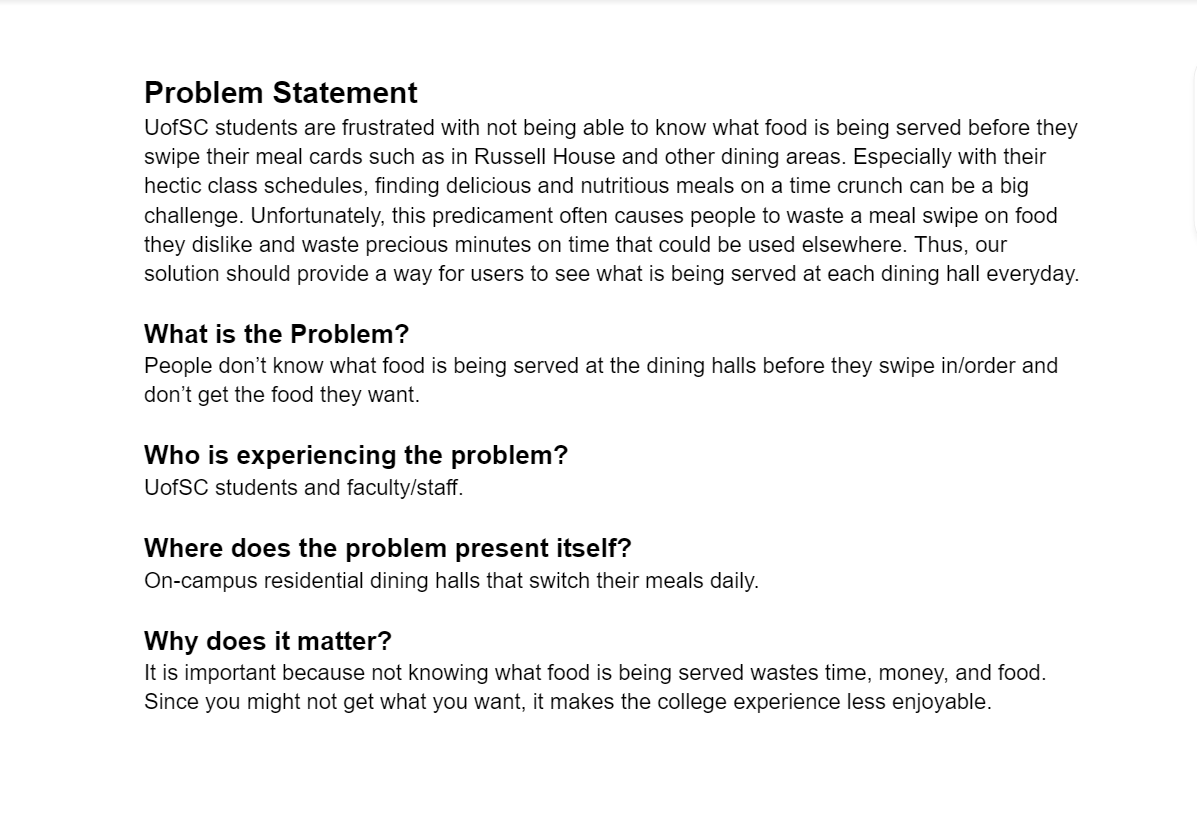 Problem Statement
UofSC students are frustrated with not being able to know what food is being served before they
swipe their meal cards such as in Russell House and other dining areas. Especially with their
hectic class schedules, finding delicious and nutritious meals on a time crunch can be a big
challenge. Unfortunately, this predicament often causes people to waste a meal swipe on food
they dislike and waste precious minutes on time that could be used elsewhere. Thus, our
solution should provide a way for users to see what is being served at each dining hall everyday.
What is the Problem?
People don’t know what food is being served at the dining halls before they swipe in/order and
don’t get the food they want.
Who is experiencing the problem?
UofSC students and faculty/staff.
Where does the problem present itself?
On-campus residential dining halls that switch their meals daily.
Why does it matter?
It is important because not knowing what food is being served wastes time, money, and food.
Since you might not get what you want, it makes the college experience less enjoyable.